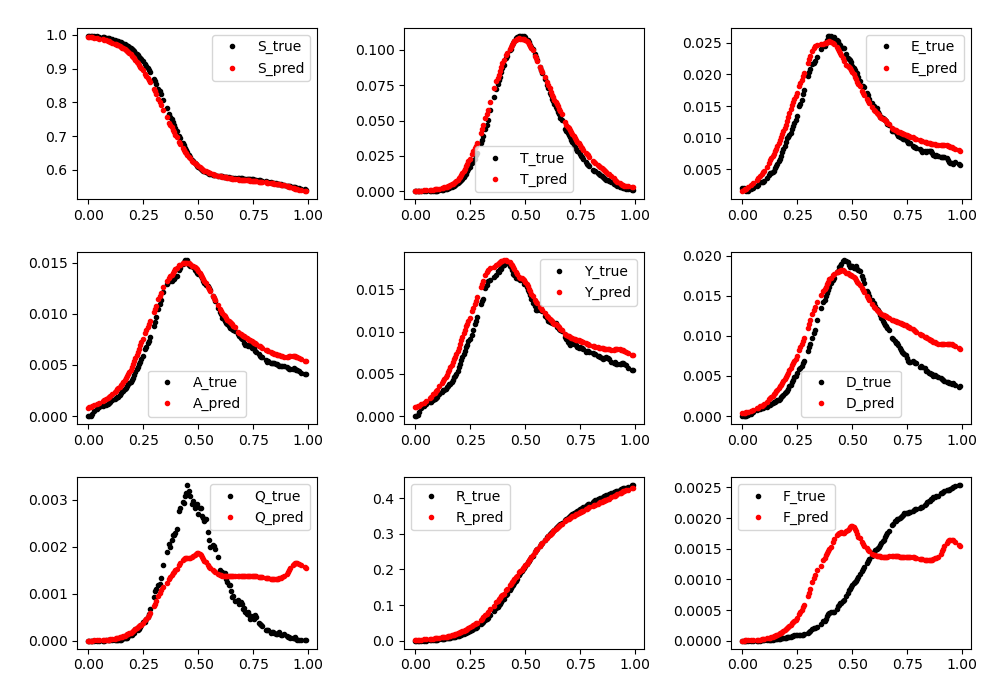 1.0
0.9
0.8
0.7
0.6
0.00 0.25 0.50 0.75 1.00
S_true
S_pred
0.100
0.075
0.050
0.025
0.000
0.00 0.25 0.50 0.75 1.00
T_true
T_pred
0.025
0.020
0.015
0.010
0.005
0.00 0.25 0.50 0.75 1.00
E_true
E_pred
0.015
0.010
0.005
0.000
0.00 0.25 0.50 0.75 1.00
A_true
A_pred
0.015
0.010
0.005
0.000
0.00 0.25 0.50 0.75 1.00
Y_true
Y_pred
0.020
0.015
0.010
0.005
0.000
0.00 0.25 0.50 0.75 1.00
D_true
D_pred
0.003
0.002
0.001
0.000
0.00 0.25 0.50 0.75 1.00
Q_true
Q_pred
0.4
0.3
0.2
0.1
0.0
0.00 0.25 0.50 0.75 1.00
R_true
R_pred
0.0025
0.0020
0.0015
0.0010
0.0005
0.0000
0.00 0.25 0.50 0.75 1.00
F_true
F_pred